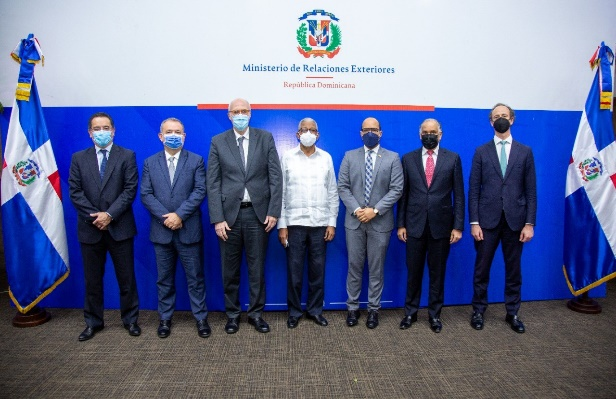 Ministerio de Relaciones Exteriores
República Dominicana